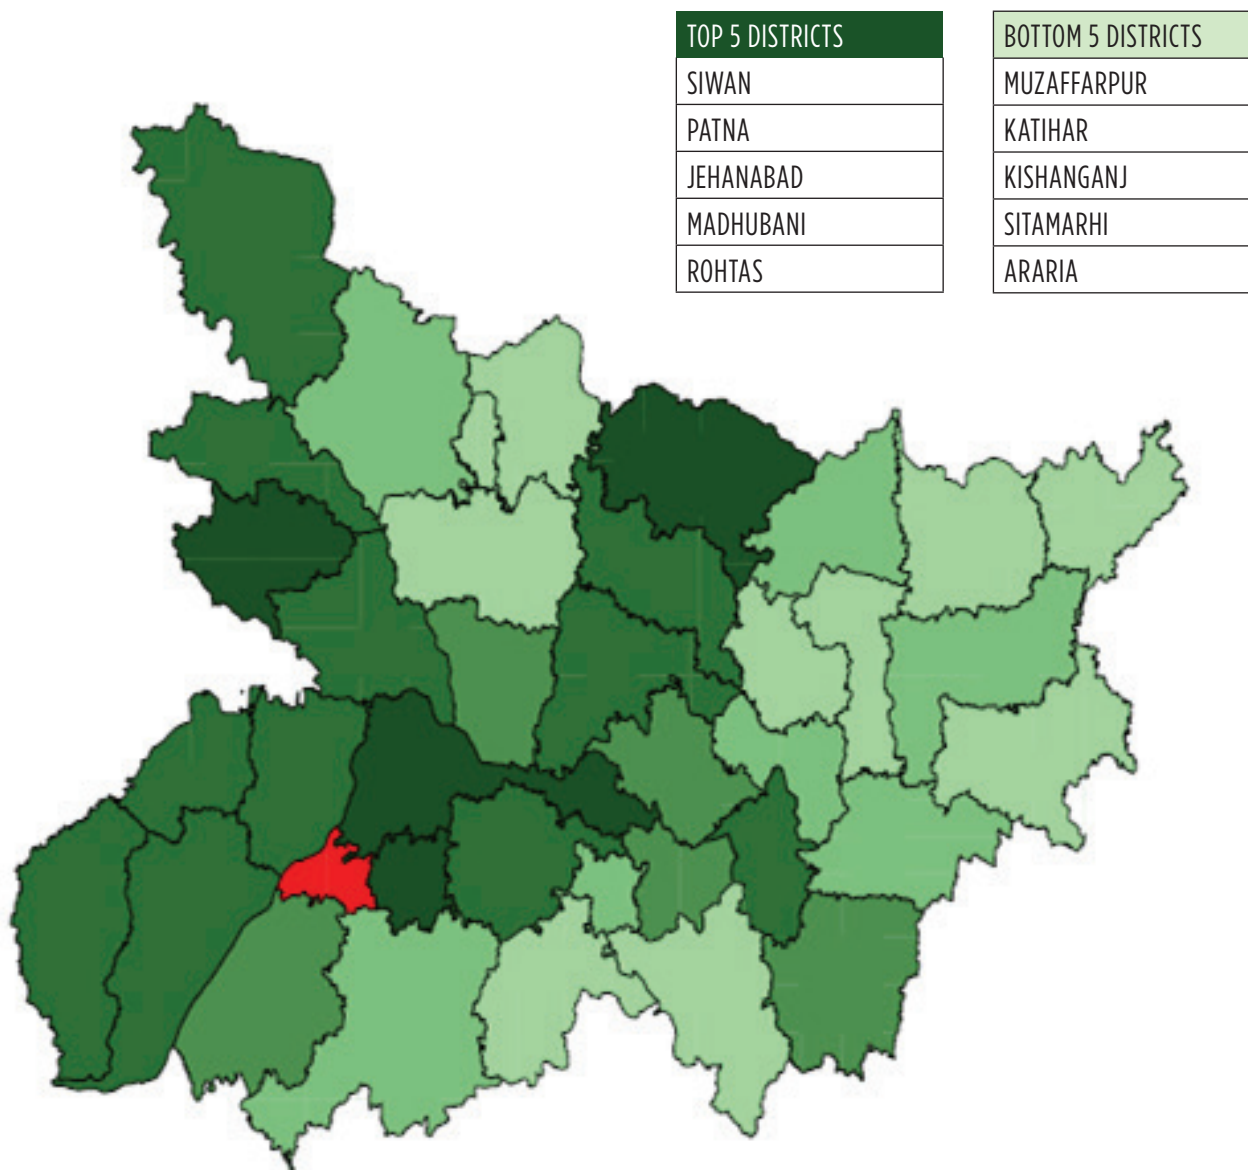 TOP 5 DISTRICTS
SIWAN
PATNA
JEHANABAD
MADHUBANI
ROHTAS
BOTTOM 5 DISTRICTS
MUZAFFARPUR
KATIHAR
KISHANGANJ
SITAMARHI
ARARIA